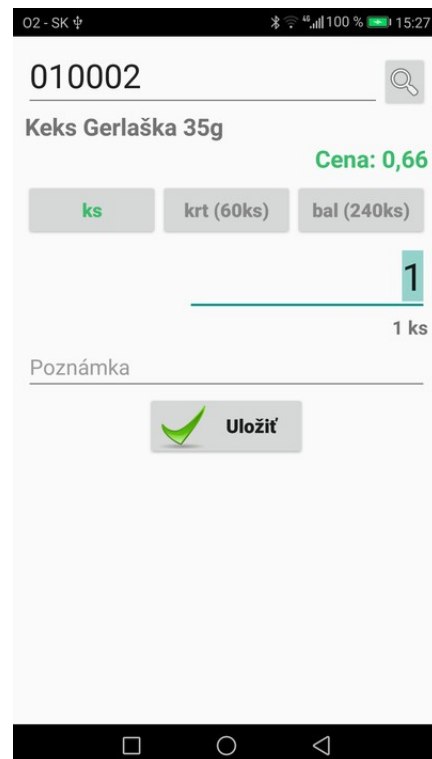 O2 - SK 4G 100 % 15:27
010002
Keks Gerlaška 35g
Cena: 0,66
ks krt (60ks) bal (240ks)
1
1 ks
Poznámka
Uložiť